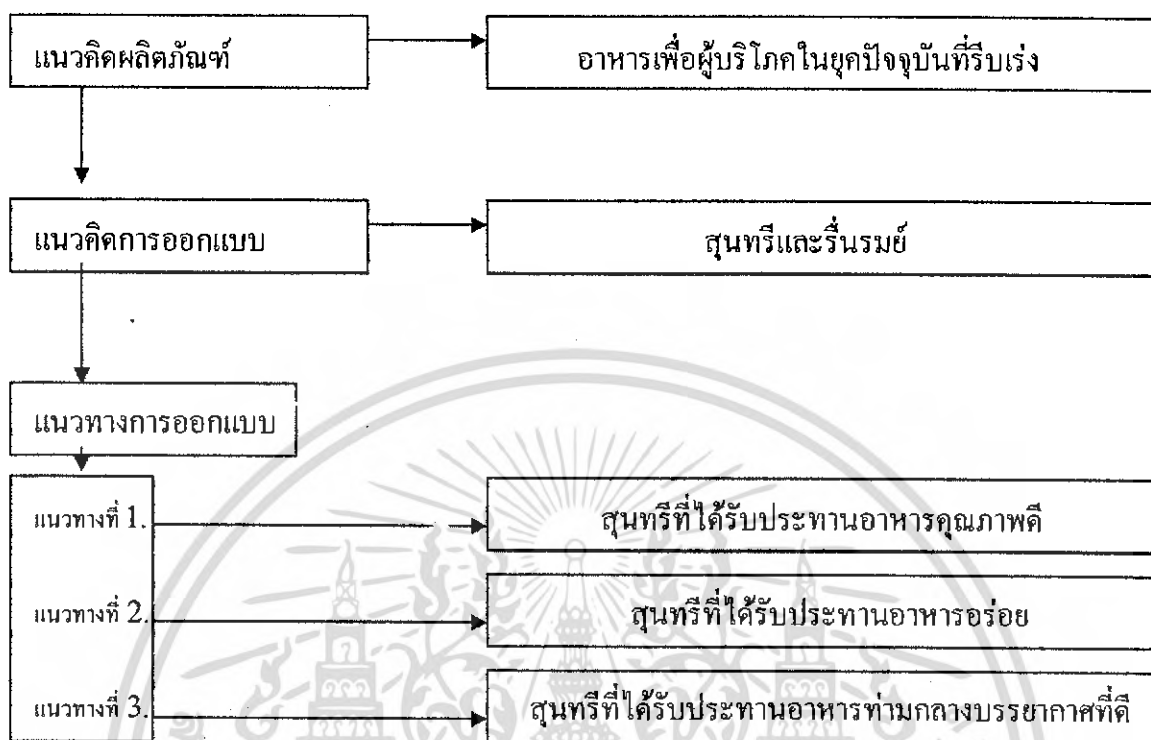 แนวคิดผลิตภัณฑ์
อาหารเพื่อผู้บริโภคในยุคปัจจุบันที่รีบเร่ง
แนวคิดการออกแบบ
สุนทรีและรื่นรมย์
แนวทางการออกแบบ
แนวทางที่ 1.
สุนทรีที่ได้รับประทานอาหารคุณภาพดี
แนวทางที่ 2.
สุนทรีที่ได้รับประทานอาหารอร่อย
แนวทางที่ 3.
สุนทรีที่ได้รับประทานอาหารท่ามกลางบรรยากาศที่ดี